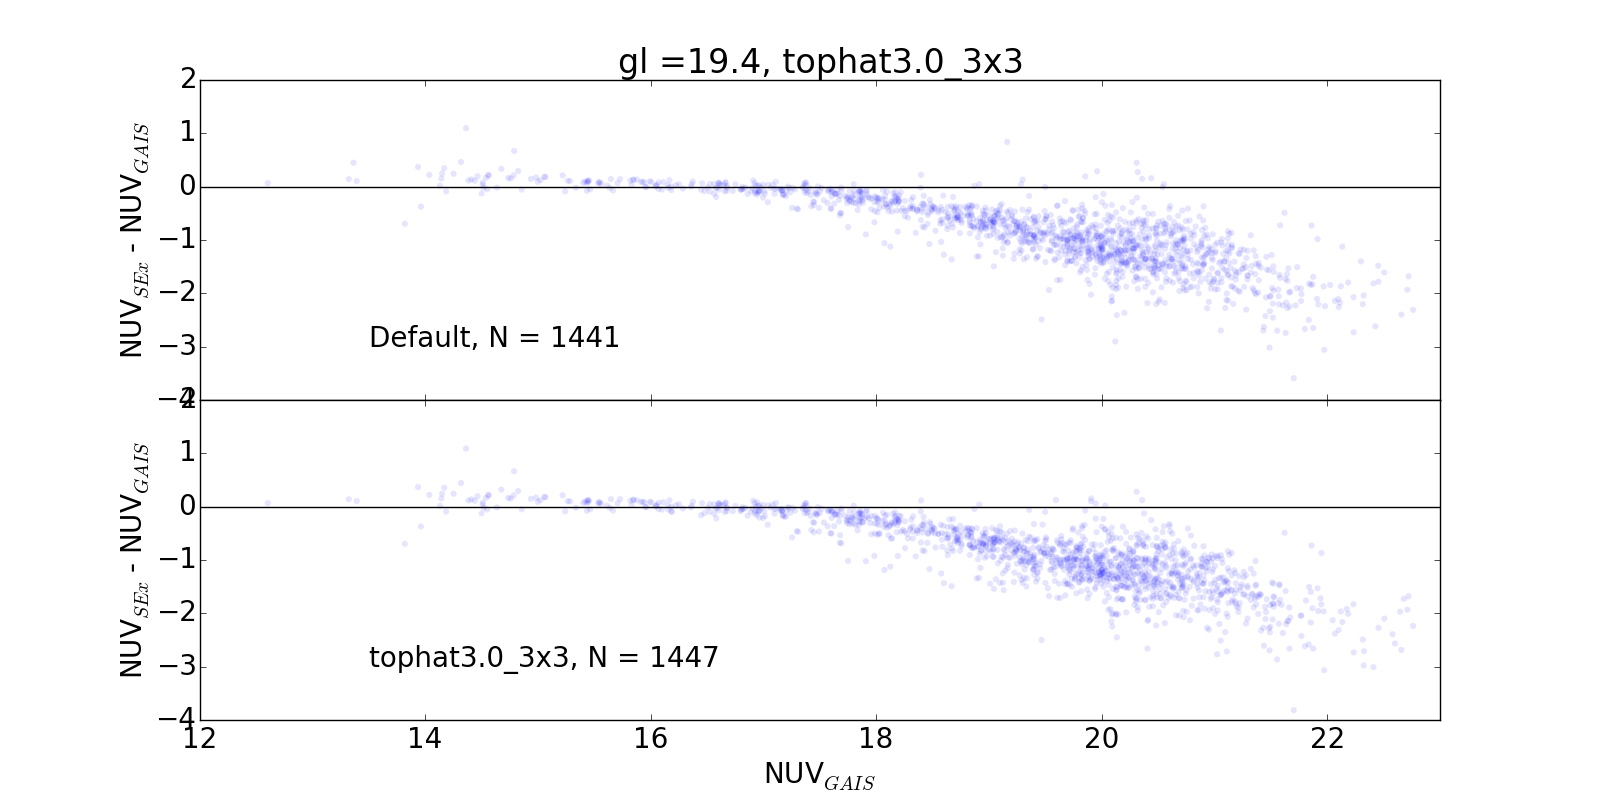 gl =19.4, tophat3.0_3x3
2
1
0
−1
−2
−3
−4
NUV_SEx - NUV_GAIS
Default, N = 1441
2
1
0
−1
−2
−3
−4
NUV_SEx - NUV_GAIS
tophat3.0_3x3, N = 1447
12 14 16 18 20 22
NUV_GAIS